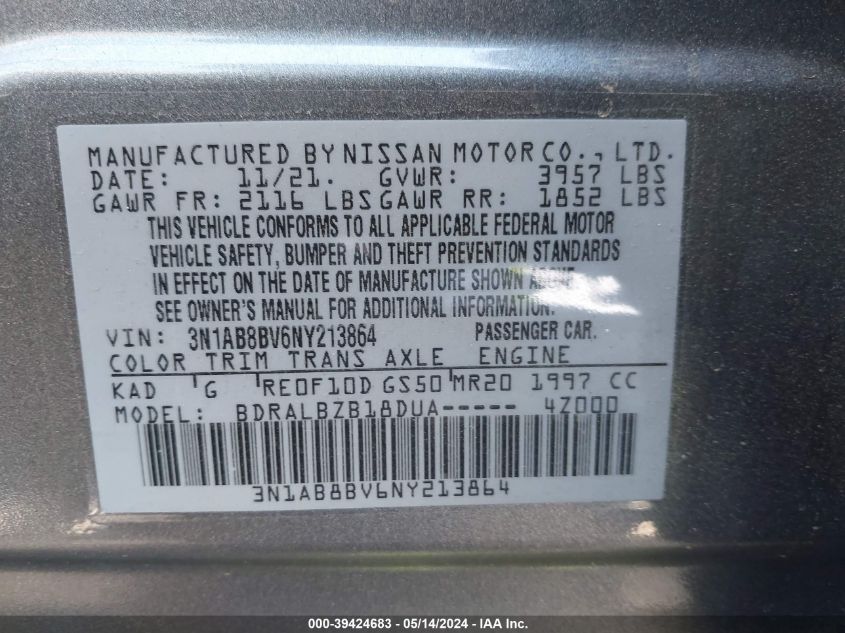 MANUFACTURED BY NISSAN MOTOR CO., LTD.
DATE: 11/21. GVWR: 3957 LBS
GAWR FR: 2116 LBS GAWR RR: 1852 LBS
THIS VEHICLE CONFORMS TO ALL APPLICABLE FEDERAL MOTOR
VEHICLE SAFETY, BUMPER AND THEFT PREVENTION STANDARDS
IN EFFECT ON THE DATE OF MANUFACTURE SHOWN ABOVE.
SEE OWNER'S MANUAL FOR ADDITIONAL INFORMATION.
VIN: 3N1AB8BV6NY213864 PASSENGER CAR.
COLOR TRIM TRANS AXLE ENGINE
KAD G RE0F10D GS50 MR20 1997 CC
MODEL: BDRALBZB18DUA----- 4Z000
3N1AB8BV6NY213864
000-39424683 - 05/14/2024 - IAA Inc.